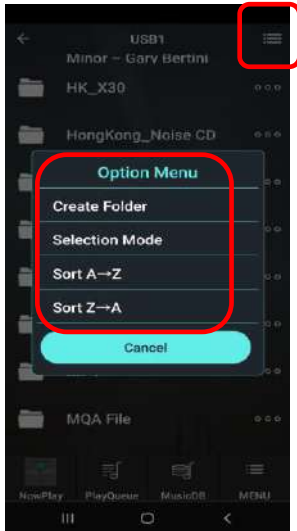 USB1
Minor – Gary Bertini
HK_X30
HongKong_Noise CD
Option Menu
Create Folder
Selection Mode
Sort A→Z
Sort Z→A
Cancel
MQA File
NowPlay PlayQueue MusicDB MENU